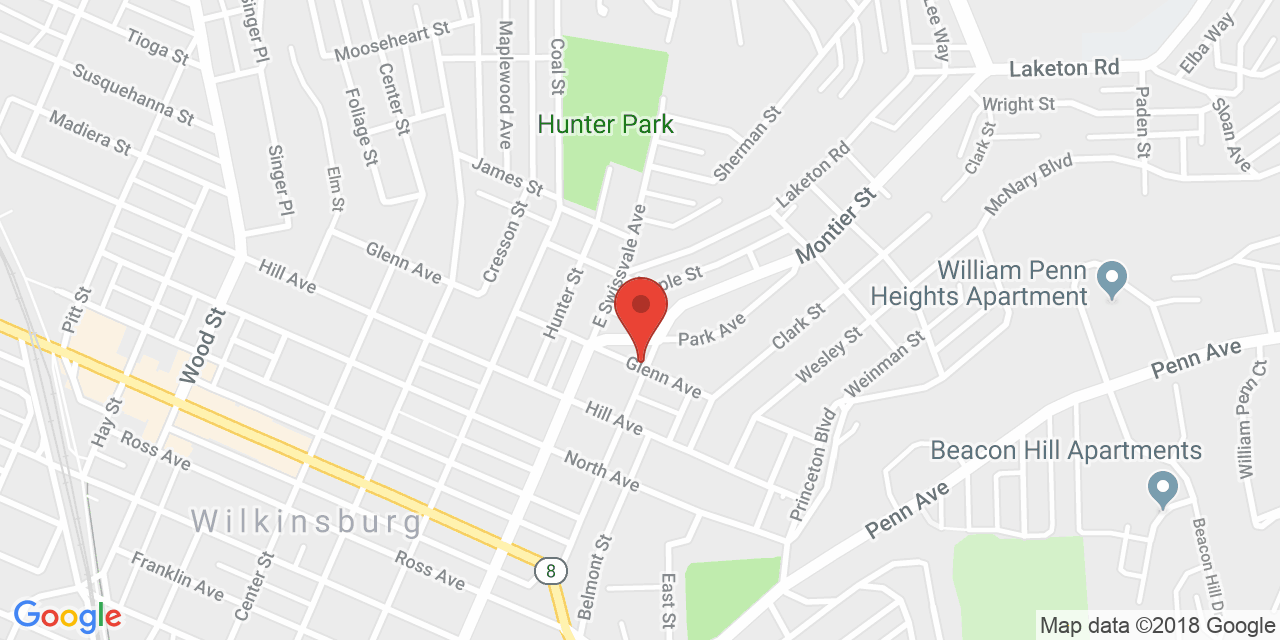 Tioga St
Singer Pl
Mooseheart St
Maplewood Ave
Coal St
Lee Way
Elba Way
Laketon Rd
Susquehanna St
Center St
Foliage St
Wright St
Paden St
Sloan Ave
Madiera St
Hunter Park
Sherman St
Clark St
Singer Pl
Elm St
James St
Laketon Rd
McNary Blvd
Cresson St
E Swissvale Ave
Montier St
Glenn Ave
Hill Ave
William Penn
Heights Apartment
Pitt St
Hunter St
Park Ave
Clark St
Wood St
Wesley St
Weinman St
Penn Ave
Glenn Ave
William Penn Ct
Hay St
Hill Ave
Princeton Blvd
Beacon Hill Apartments
Ross Ave
North Ave
Penn Ave
Wilkinsburg
Ross Ave
8
Franklin Ave
Center St
Belmont St
East St
Beacon Hill Dr
Google
Map data ©2018 Google